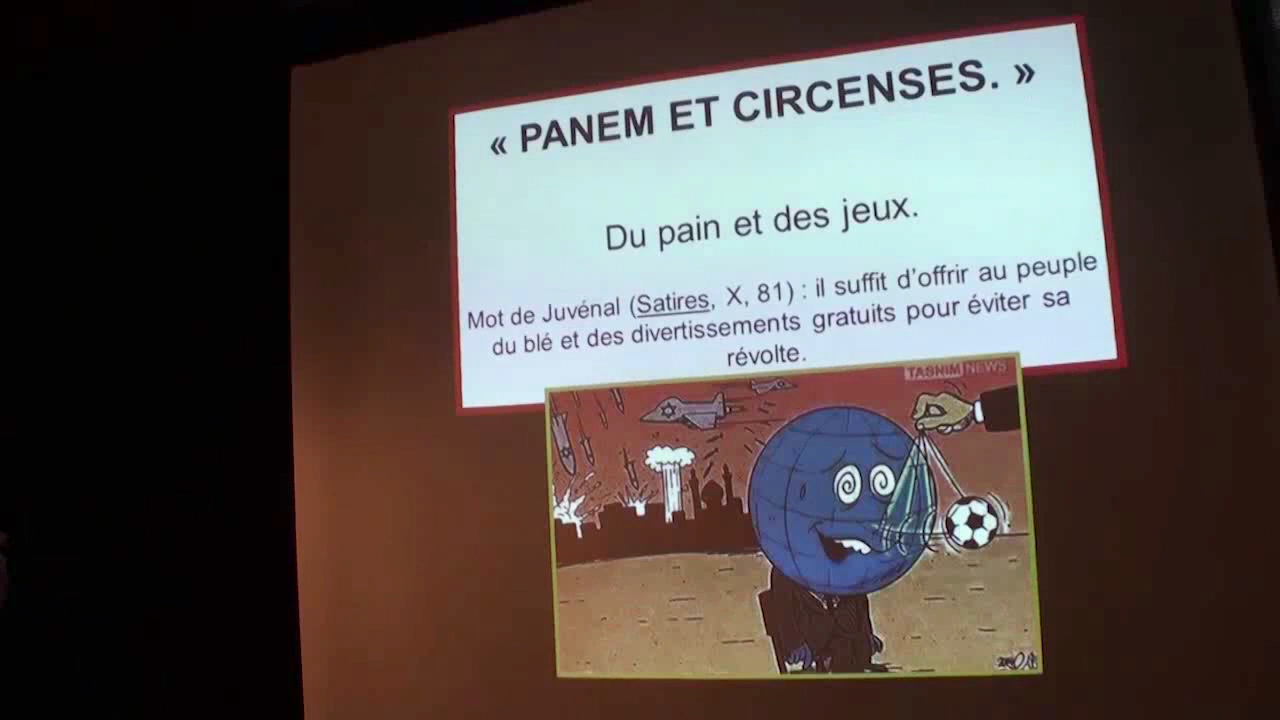 « PANEM ET CIRCENSES. »
Du pain et des jeux.
Mot de Juvénal (Satires, X, 81) : il suffit d’offrir au peuple
du blé et des divertissements gratuits pour éviter sa
révolte.
TASNIM NEWS